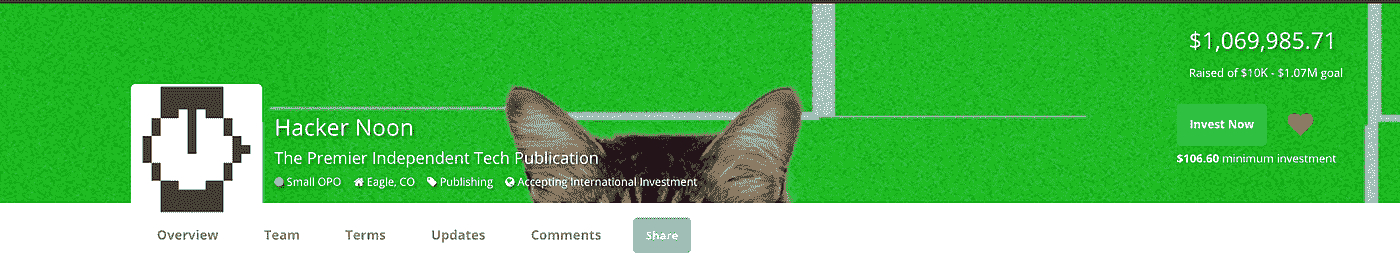 $1,069,985.71
Raised of $10K - $1.07M goal
Invest Now
$106.60 minimum investment
Hacker Noon
The Premier Independent Tech Publication
Small OPO Eagle, CO Publishing Accepting International Investment
Overview Team Terms Updates Comments Share